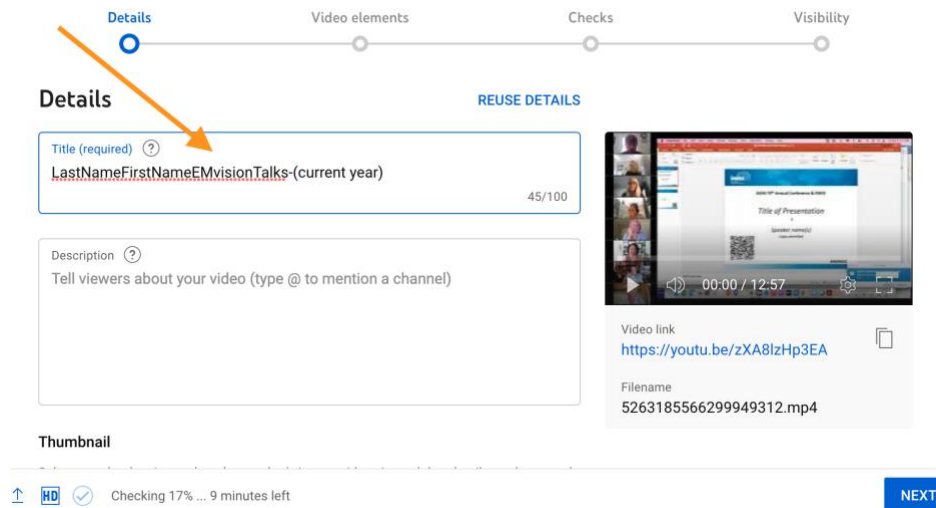 Details Video elements Checks Visibility
Details
REUSE DETAILS
Title (required) ?
LastNameFirstNameEMvisionTalks-(current year)
45/100
Description ?
Tell viewers about your video (type @ to mention a channel)
Title of Presentation
00:00 / 12:57
Video link
https://youtu.be/zXA8lzHp3EA
Filename
5263185566299949312.mp4
Thumbnail
HD Checking 17% ... 9 minutes left
NEXT